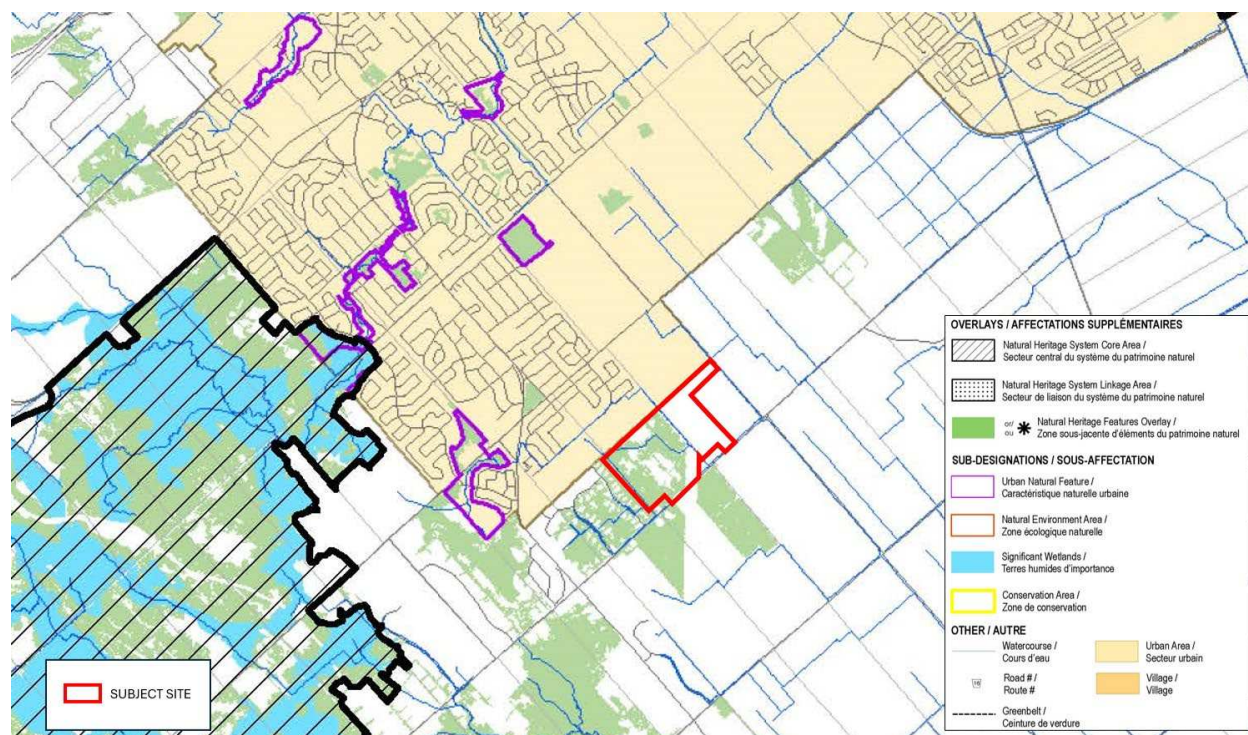 OVERLAYS / AFFECTATIONS SUPPLÉMENTAIRES
Natural Heritage System Core Area /
Secteur central du système du patrimoine naturel
Natural Heritage System Linkage Area /
Secteur de liaison du système du patrimoine naturel
or/
ou
Natural Heritage Features Overlay /
Zone sous-jacente d'éléments du patrimoine naturel
SUB-DESIGNATIONS / SOUS-AFFECTATION
Urban Natural Feature /
Caractéristique naturelle urbaine
Natural Environment Area /
Zone écologique naturelle
Significant Wetlands /
Terres humides d'importance
Conservation Area /
Zone de conservation
OTHER / AUTRE
Watercourse /
Cours d'eau
Urban Area /
Secteur urbain
Road # /
Route #
Village /
Village
Greenbelt /
Ceinture de verdure
SUBJECT SITE